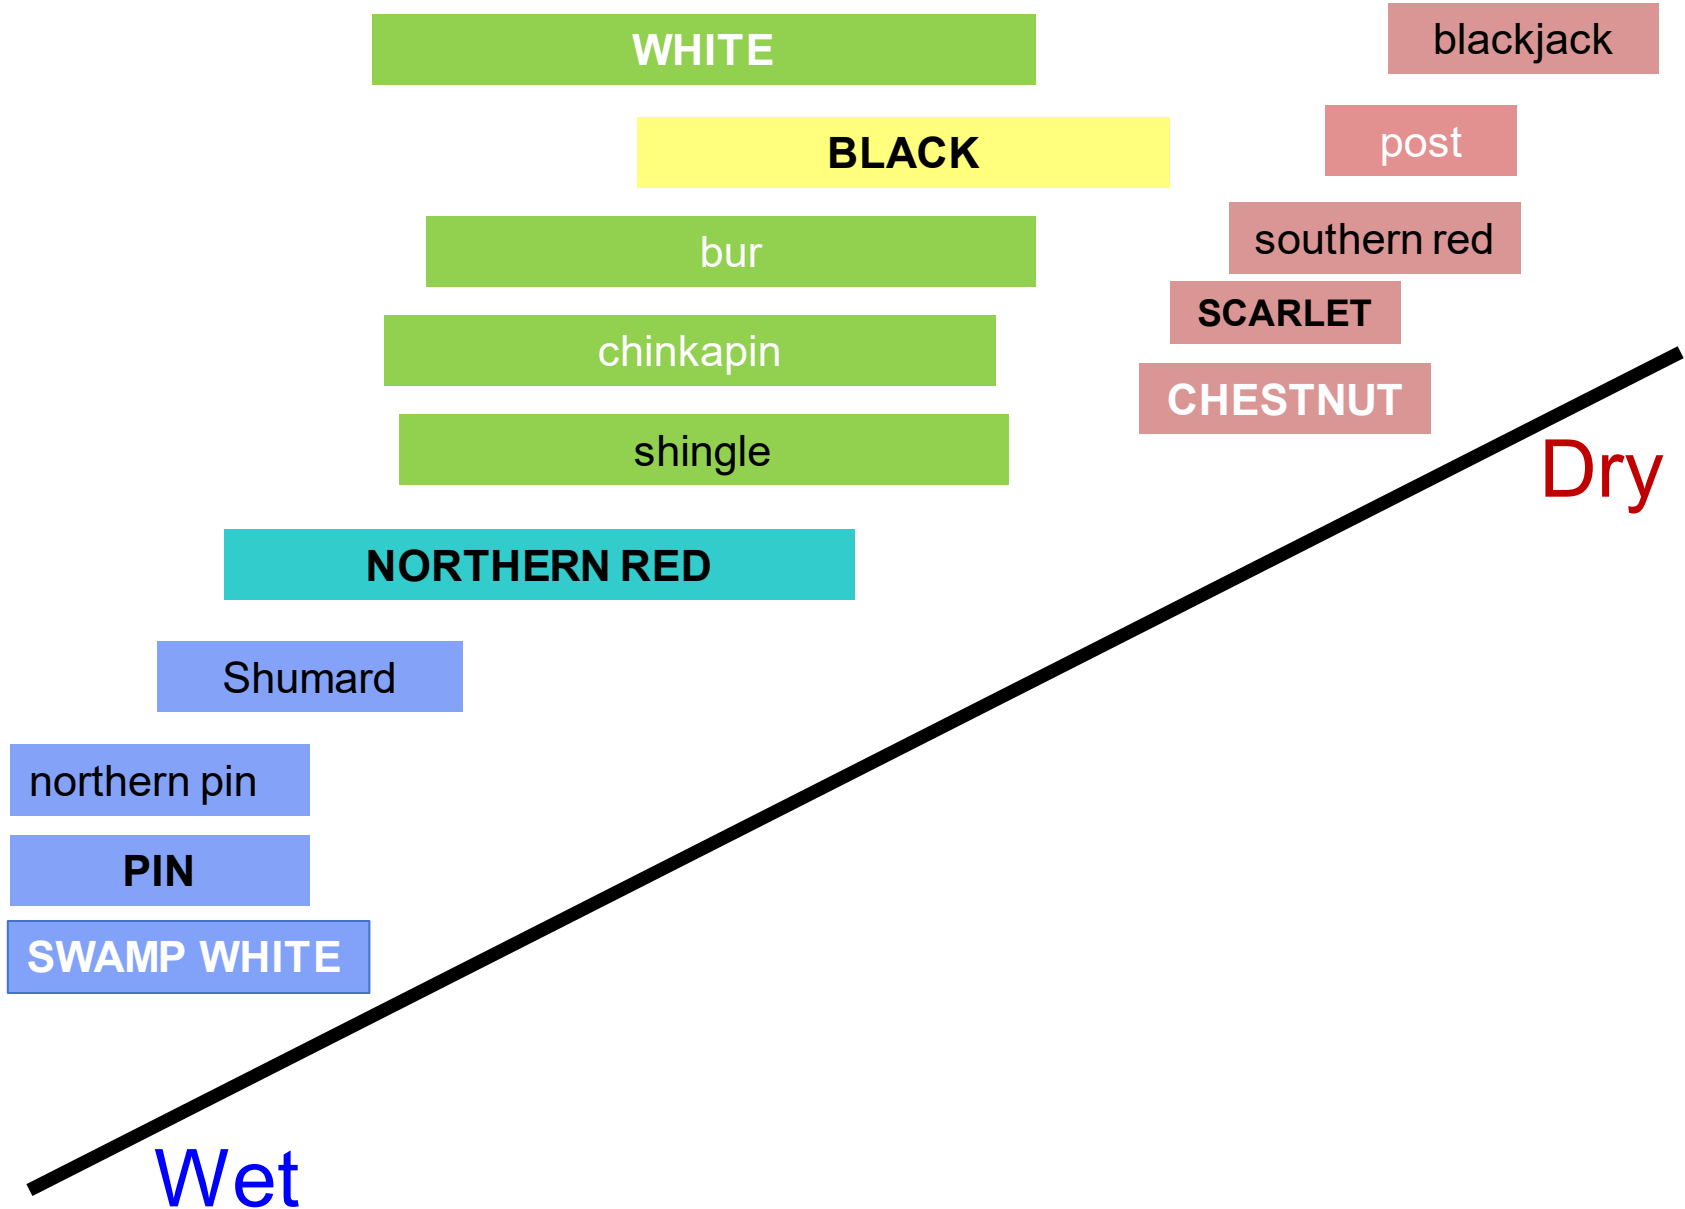 WHITE
blackjack
BLACK
post
bur
southern red
SCARLET
chinkapin
CHESTNUT
shingle
Dry
NORTHERN RED
Shumard
northern pin
PIN
SWAMP WHITE
Wet